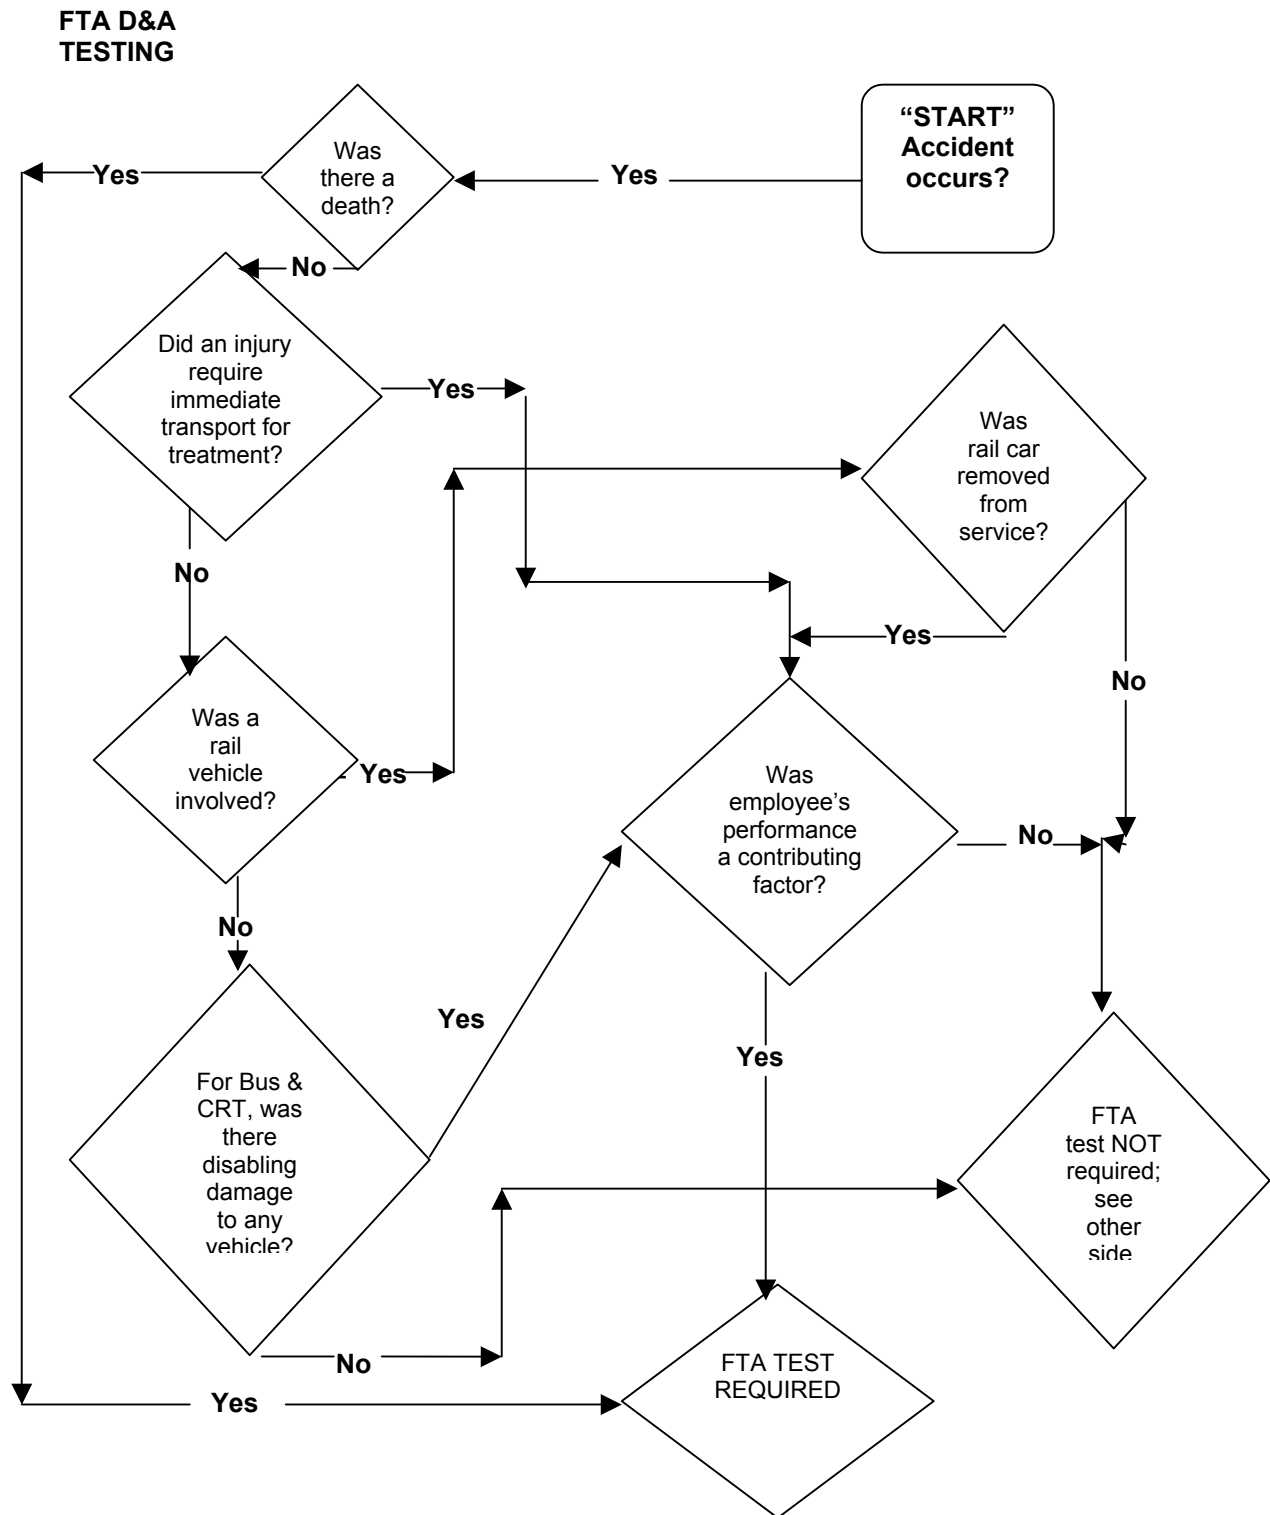 FTA D&A
TESTING
“START”
Accident
occurs?
Yes
Was
there a
death?
Yes
No
Did an injury
require
immediate
transport for
treatment?
Yes
No
Was
rail car
removed
from
service?
Yes
No
Was a
rail
vehicle
involved?
Yes
No
Was
employee’s
performance
a contributing
factor?
No
Yes
For Bus &
CRT, was
there
disabling
damage
to any
vehicle?
Yes
No
FTA
test NOT
required;
see
other
side
Yes
FTA TEST
REQUIRED